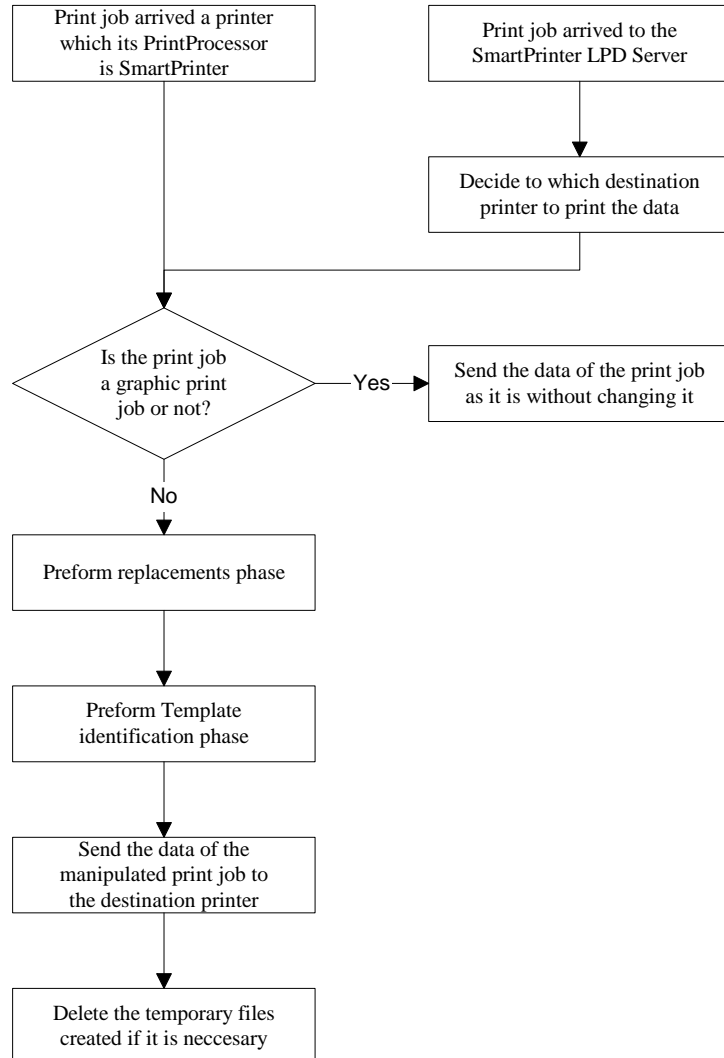 Print job arrived a printer
which its PrintProcessor
is SmartPrinter
Print job arrived to the
SmartPrinter LPD Server
Decide to which destination
printer to print the data
Is the print job
a graphic print
job or not?
Yes
Send the data of the print job
as it is without changing it
No
Preform replacements phase
Preform Template
identification phase
Send the data of the
manipulated print job to
the destination printer
Delete the temporary files
created if it is neccesary